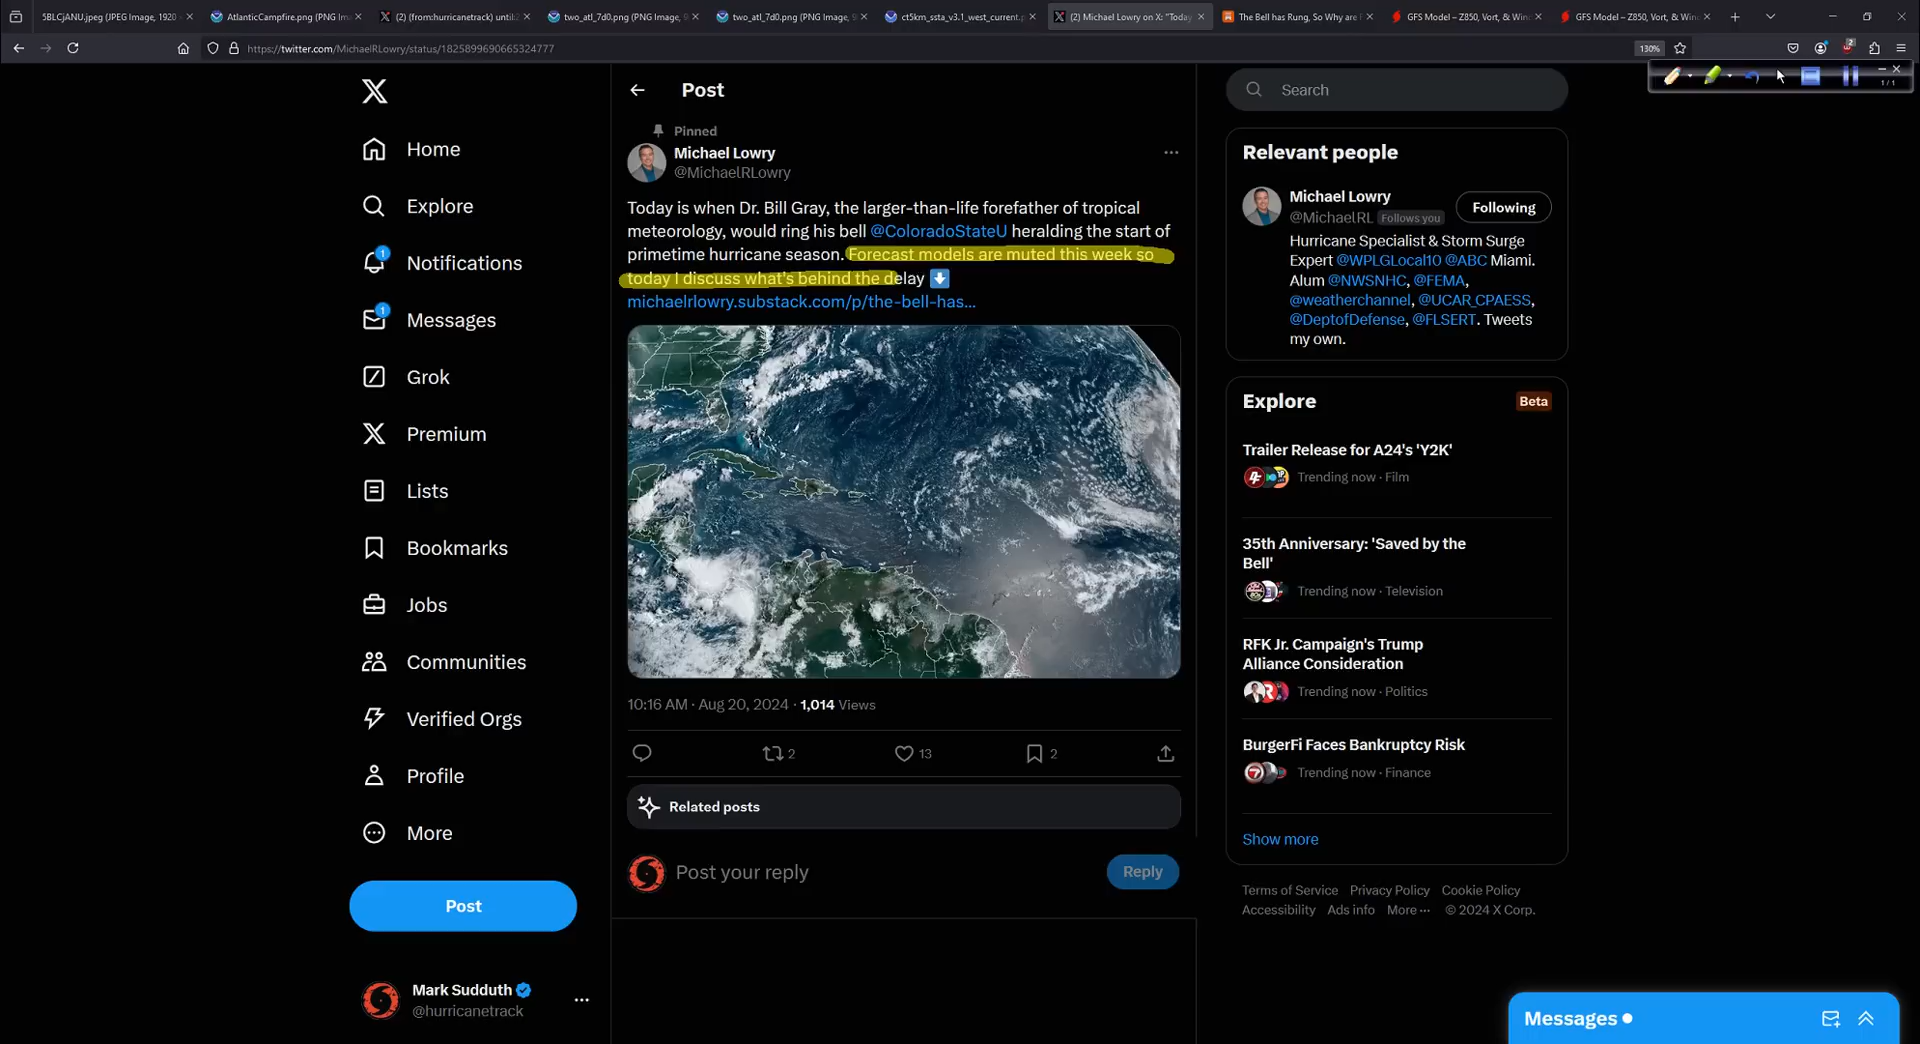 5BLCjANU.jpeg (JPEG Image, 1920 ×
AtlanticCampfire.png (PNG Im
(2) (from:hurricanetrack) until:2
two_atl_7d0.png (PNG Image, 9
two_atl_7d0.png (PNG Image, 9
ct5km_ssta_v3.1_west_current.p
(2) Michael Lowry on X: "Today
The Bell has Rung, So Why are
GFS Model – Z850, Vort, & Win
GFS Model – Z850, Vort, & Win
https://twitter.com/MichaelRLowry/status/1825899690665324777
130%
2
1/1
Home
Explore
1
Notifications
1
Messages
Grok
Premium
Lists
Bookmarks
Jobs
Communities
Verified Orgs
Profile
More
Post
Mark Sudduth
@hurricanetrack
Post
Pinned
Michael Lowry
@MichaelRLowry
Today is when Dr. Bill Gray, the larger-than-life forefather of tropical
meteorology, would ring his bell @ColoradoStateU heralding the start of
primetime hurricane season. Forecast models are muted this week so
today I discuss what's behind the delay ⬇️
michaelrlowry.substack.com/p/the-bell-has...
10:16 AM · Aug 20, 2024 · 1,014 Views
2
13
2
Related posts
Post your reply
Reply
Search
Relevant people
Michael Lowry
@MichaelRL Follows you
Following
Hurricane Specialist & Storm Surge
Expert @WPLGLocal10 @ABC Miami.
Alum @NWSNHC, @FEMA,
@weatherchannel, @UCAR_CPAESS,
@DeptofDefense, @FLSERT. Tweets
my own.
Explore
Beta
Trailer Release for A24's 'Y2K'
Trending now · Film
35th Anniversary: 'Saved by the
Bell'
Trending now · Television
RFK Jr. Campaign's Trump
Alliance Consideration
Trending now · Politics
BurgerFi Faces Bankruptcy Risk
Trending now · Finance
Show more
Terms of Service Privacy Policy Cookie Policy
Accessibility Ads info More ··· © 2024 X Corp.
Messages